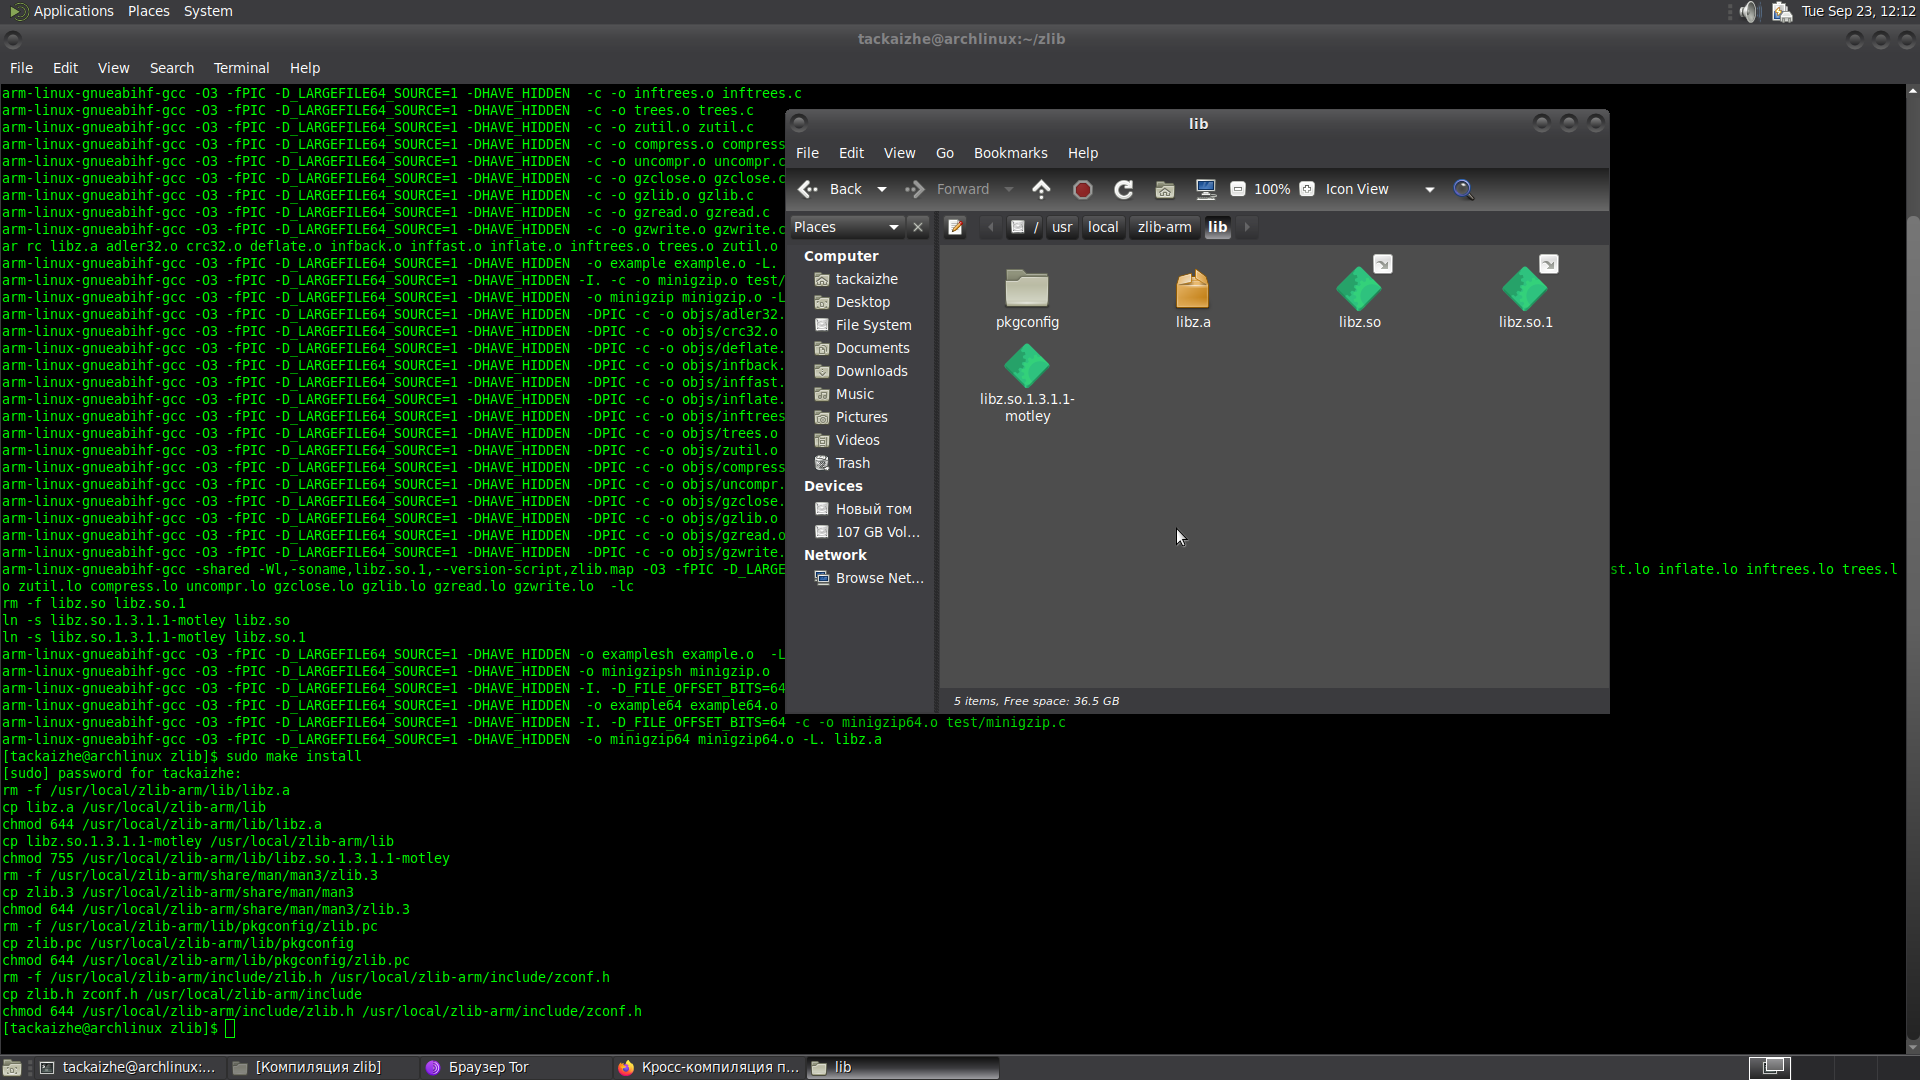 Applications Places System
Tue Sep 23, 12:12
tackaizhe@archlinux:~/zlib
File Edit View Search Terminal Help
arm-linux-gnueabihf-gcc -O3 -fPIC -D_LARGEFILE64_SOURCE=1 -DHAVE_HIDDEN  -c -o inftrees.o inftrees.c
arm-linux-gnueabihf-gcc -O3 -fPIC -D_LARGEFILE64_SOURCE=1 -DHAVE_HIDDEN  -c -o trees.o trees.c
arm-linux-gnueabihf-gcc -O3 -fPIC -D_LARGEFILE64_SOURCE=1 -DHAVE_HIDDEN  -c -o zutil.o zutil.c
arm-linux-gnueabihf-gcc -O3 -fPIC -D_LARGEFILE64_SOURCE=1 -DHAVE_HIDDEN  -c -o compress.o compress
arm-linux-gnueabihf-gcc -O3 -fPIC -D_LARGEFILE64_SOURCE=1 -DHAVE_HIDDEN  -c -o uncompr.o uncompr.c
arm-linux-gnueabihf-gcc -O3 -fPIC -D_LARGEFILE64_SOURCE=1 -DHAVE_HIDDEN  -c -o gzclose.o gzclose.c
arm-linux-gnueabihf-gcc -O3 -fPIC -D_LARGEFILE64_SOURCE=1 -DHAVE_HIDDEN  -c -o gzlib.o gzlib.c
arm-linux-gnueabihf-gcc -O3 -fPIC -D_LARGEFILE64_SOURCE=1 -DHAVE_HIDDEN  -c -o gzread.o gzread.c
arm-linux-gnueabihf-gcc -O3 -fPIC -D_LARGEFILE64_SOURCE=1 -DHAVE_HIDDEN  -c -o gzwrite.o gzwrite.c
ar rc libz.a adler32.o crc32.o deflate.o infback.o inffast.o inflate.o inftrees.o trees.o zutil.o
arm-linux-gnueabihf-gcc -O3 -fPIC -D_LARGEFILE64_SOURCE=1 -DHAVE_HIDDEN  -o example example.o -L.
arm-linux-gnueabihf-gcc -O3 -fPIC -D_LARGEFILE64_SOURCE=1 -DHAVE_HIDDEN -I. -c -o minigzip.o test/
arm-linux-gnueabihf-gcc -O3 -fPIC -D_LARGEFILE64_SOURCE=1 -DHAVE_HIDDEN  -o minigzip minigzip.o -L
arm-linux-gnueabihf-gcc -O3 -fPIC -D_LARGEFILE64_SOURCE=1 -DHAVE_HIDDEN  -DPIC -c -o objs/adler32.
arm-linux-gnueabihf-gcc -O3 -fPIC -D_LARGEFILE64_SOURCE=1 -DHAVE_HIDDEN  -DPIC -c -o objs/crc32.o
arm-linux-gnueabihf-gcc -O3 -fPIC -D_LARGEFILE64_SOURCE=1 -DHAVE_HIDDEN  -DPIC -c -o objs/deflate.
arm-linux-gnueabihf-gcc -O3 -fPIC -D_LARGEFILE64_SOURCE=1 -DHAVE_HIDDEN  -DPIC -c -o objs/infback.
arm-linux-gnueabihf-gcc -O3 -fPIC -D_LARGEFILE64_SOURCE=1 -DHAVE_HIDDEN  -DPIC -c -o objs/inffast.
arm-linux-gnueabihf-gcc -O3 -fPIC -D_LARGEFILE64_SOURCE=1 -DHAVE_HIDDEN  -DPIC -c -o objs/inflate.
arm-linux-gnueabihf-gcc -O3 -fPIC -D_LARGEFILE64_SOURCE=1 -DHAVE_HIDDEN  -DPIC -c -o objs/inftrees
arm-linux-gnueabihf-gcc -O3 -fPIC -D_LARGEFILE64_SOURCE=1 -DHAVE_HIDDEN  -DPIC -c -o objs/trees.o
arm-linux-gnueabihf-gcc -O3 -fPIC -D_LARGEFILE64_SOURCE=1 -DHAVE_HIDDEN  -DPIC -c -o objs/zutil.o
arm-linux-gnueabihf-gcc -O3 -fPIC -D_LARGEFILE64_SOURCE=1 -DHAVE_HIDDEN  -DPIC -c -o objs/compress
arm-linux-gnueabihf-gcc -O3 -fPIC -D_LARGEFILE64_SOURCE=1 -DHAVE_HIDDEN  -DPIC -c -o objs/uncompr.
arm-linux-gnueabihf-gcc -O3 -fPIC -D_LARGEFILE64_SOURCE=1 -DHAVE_HIDDEN  -DPIC -c -o objs/gzclose.
arm-linux-gnueabihf-gcc -O3 -fPIC -D_LARGEFILE64_SOURCE=1 -DHAVE_HIDDEN  -DPIC -c -o objs/gzlib.o
arm-linux-gnueabihf-gcc -O3 -fPIC -D_LARGEFILE64_SOURCE=1 -DHAVE_HIDDEN  -DPIC -c -o objs/gzread.o
arm-linux-gnueabihf-gcc -O3 -fPIC -D_LARGEFILE64_SOURCE=1 -DHAVE_HIDDEN  -DPIC -c -o objs/gzwrite.
arm-linux-gnueabihf-gcc -shared -Wl,-soname,libz.so.1,--version-script,zlib.map -O3 -fPIC -D_LARGE st.lo inflate.lo inftrees.lo trees.l
o zutil.lo compress.lo uncompr.lo gzclose.lo gzlib.lo gzread.lo gzwrite.lo  -lc
rm -f libz.so libz.so.1
ln -s libz.so.1.3.1.1-motley libz.so
ln -s libz.so.1.3.1.1-motley libz.so.1
arm-linux-gnueabihf-gcc -O3 -fPIC -D_LARGEFILE64_SOURCE=1 -DHAVE_HIDDEN -o examplesh example.o  -L
arm-linux-gnueabihf-gcc -O3 -fPIC -D_LARGEFILE64_SOURCE=1 -DHAVE_HIDDEN -o minigzipsh minigzip.o
arm-linux-gnueabihf-gcc -O3 -fPIC -D_LARGEFILE64_SOURCE=1 -DHAVE_HIDDEN -I. -D_FILE_OFFSET_BITS=64
arm-linux-gnueabihf-gcc -O3 -fPIC -D_LARGEFILE64_SOURCE=1 -DHAVE_HIDDEN  -o example64 example64.o
arm-linux-gnueabihf-gcc -O3 -fPIC -D_LARGEFILE64_SOURCE=1 -DHAVE_HIDDEN -I. -D_FILE_OFFSET_BITS=64 -c -o minigzip64.o test/minigzip.c
arm-linux-gnueabihf-gcc -O3 -fPIC -D_LARGEFILE64_SOURCE=1 -DHAVE_HIDDEN  -o minigzip64 minigzip64.o -L. libz.a
[tackaizhe@archlinux zlib]$ sudo make install
[sudo] password for tackaizhe:
rm -f /usr/local/zlib-arm/lib/libz.a
cp libz.a /usr/local/zlib-arm/lib
chmod 644 /usr/local/zlib-arm/lib/libz.a
cp libz.so.1.3.1.1-motley /usr/local/zlib-arm/lib
chmod 755 /usr/local/zlib-arm/lib/libz.so.1.3.1.1-motley
rm -f /usr/local/zlib-arm/share/man/man3/zlib.3
cp zlib.3 /usr/local/zlib-arm/share/man/man3
chmod 644 /usr/local/zlib-arm/share/man/man3/zlib.3
rm -f /usr/local/zlib-arm/lib/pkgconfig/zlib.pc
cp zlib.pc /usr/local/zlib-arm/lib/pkgconfig
chmod 644 /usr/local/zlib-arm/lib/pkgconfig/zlib.pc
rm -f /usr/local/zlib-arm/include/zlib.h /usr/local/zlib-arm/include/zconf.h
cp zlib.h zconf.h /usr/local/zlib-arm/include
chmod 644 /usr/local/zlib-arm/include/zlib.h /usr/local/zlib-arm/include/zconf.h
[tackaizhe@archlinux zlib]$
lib
File Edit View Go Bookmarks Help
Back Forward 100% Icon View
Places
/ usr local zlib-arm lib
Computer
tackaizhe
Desktop
File System
Documents
Downloads
Music
Pictures
Videos
Trash
Devices
Новый том
107 GB Vol...
Network
Browse Net...
pkgconfig
libz.a
libz.so
libz.so.1
libz.so.1.3.1.1-
motley
5 items, Free space: 36.5 GB
tackaizhe@archlinux:...
[Компиляция zlib]
Браузер Tor
Кросс-компиляция п...
lib